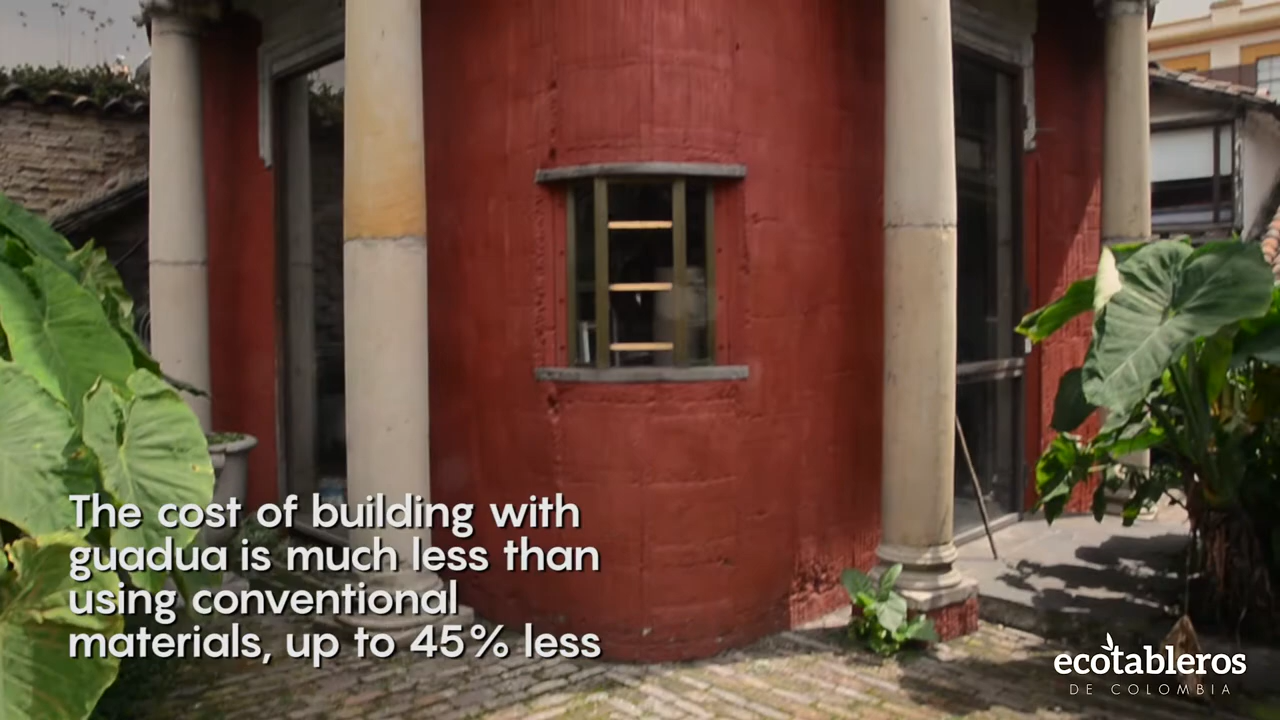 The cost of building with
guadua is much less than
using conventional
materials, up to 45% less
ecotableros
DE COLOMBIA